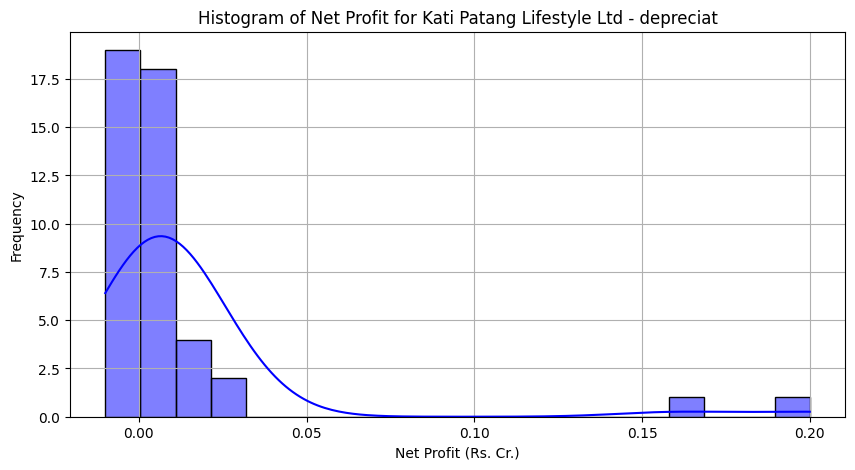 Histogram of Net Profit for Kati Patang Lifestyle Ltd - depreciat
17.5
15.0
12.5
10.0
7.5
5.0
2.5
0.0
Frequency
0.00 0.05 0.10 0.15 0.20
Net Profit (Rs. Cr.)